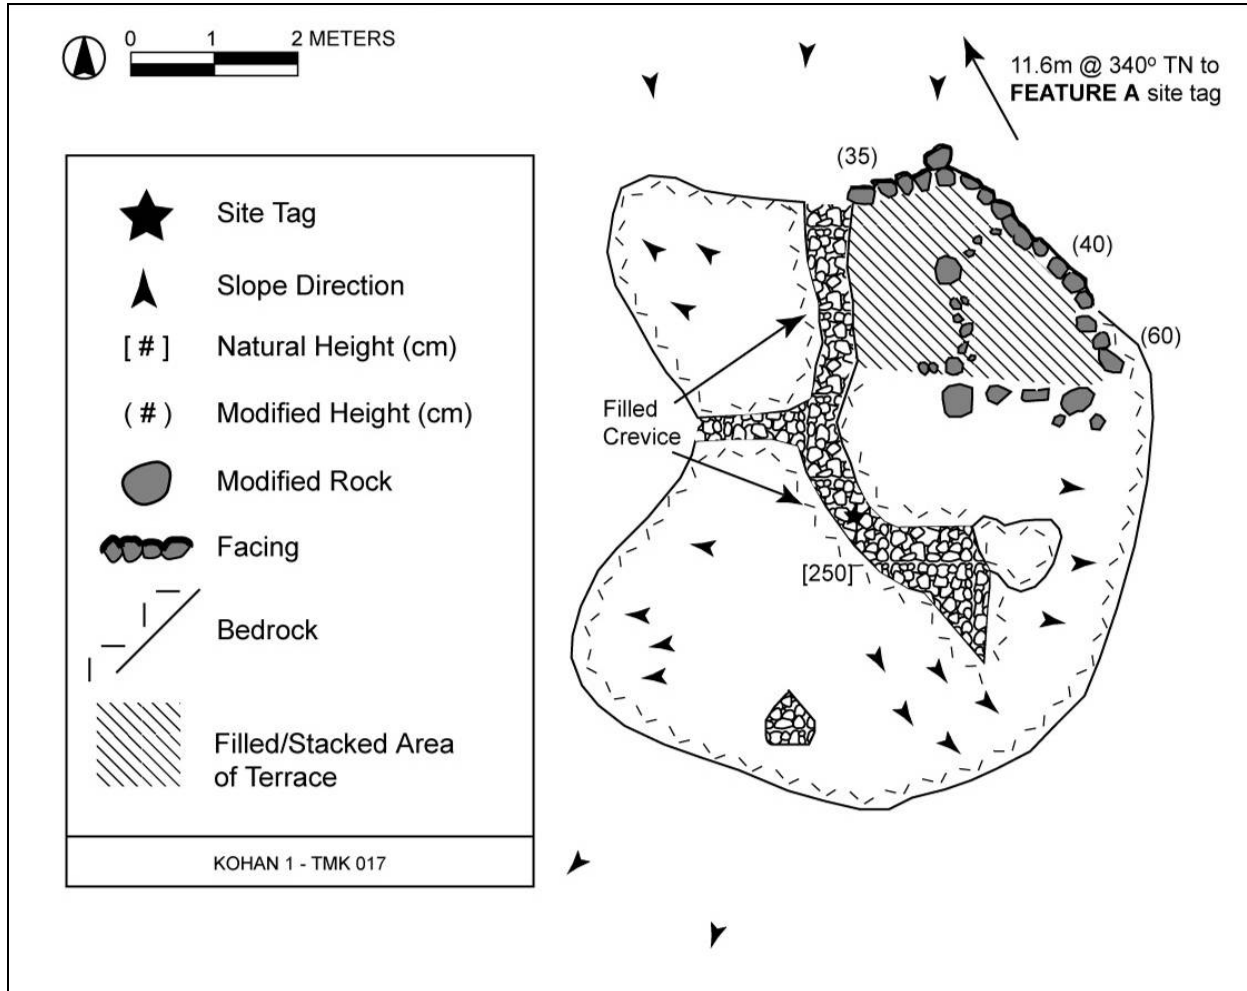 0 1 2 METERS
11.6m @ 340º TN to
FEATURE A site tag
Site Tag
Slope Direction
[ # ] Natural Height (cm)
( # ) Modified Height (cm)
Modified Rock
Facing
Bedrock
Filled/Stacked Area
of Terrace
KOHAN 1 - TMK 017
(35)
(40)
(60)
Filled
Crevice
[250]